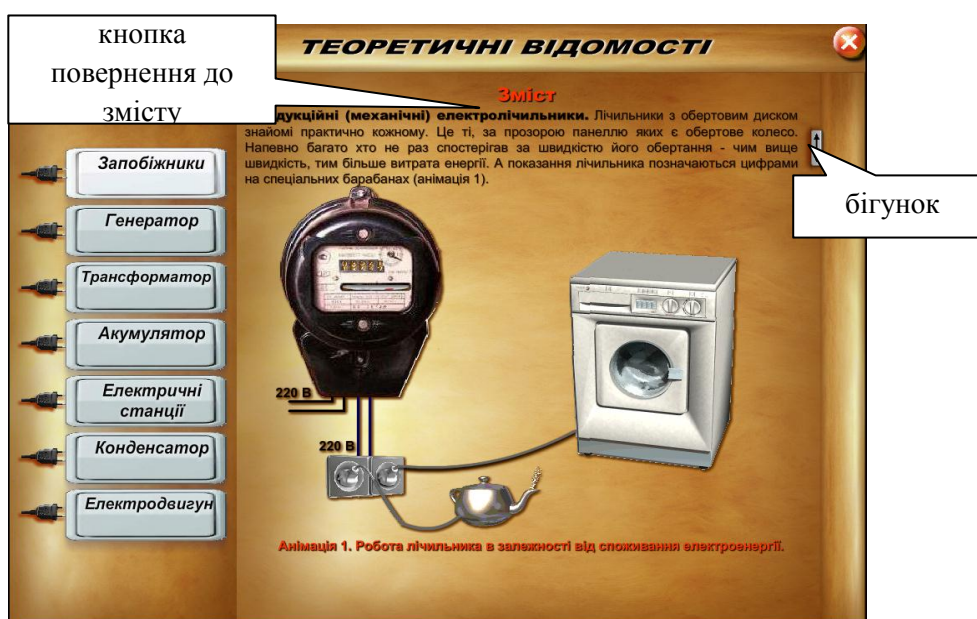 кнопка
повернення до
змісту
ТЕОРЕТИЧНІ ВІДОМОСТІ
Зміст
дукційні (механічні) електролічильники. Лічильники з обертовим диском
знайомі практично кожному. Це ті, за прозорою панеллю яких є обертове колесо.
Напевно багато хто не раз спостерігав за швидкістю його обертання - чим вище
швидкість, тим більше витрата енергії. А показання лічильника позначаються цифрами
на спеціальних барабанах (анімація 1).
бігунок
Запобіжники
Генератор
Трансформатор
Акумулятор
Електричні
станції
Конденсатор
Електродвигун
220 В
220 В
Анімація 1. Робота лічильника в залежності від споживання електроенергії.